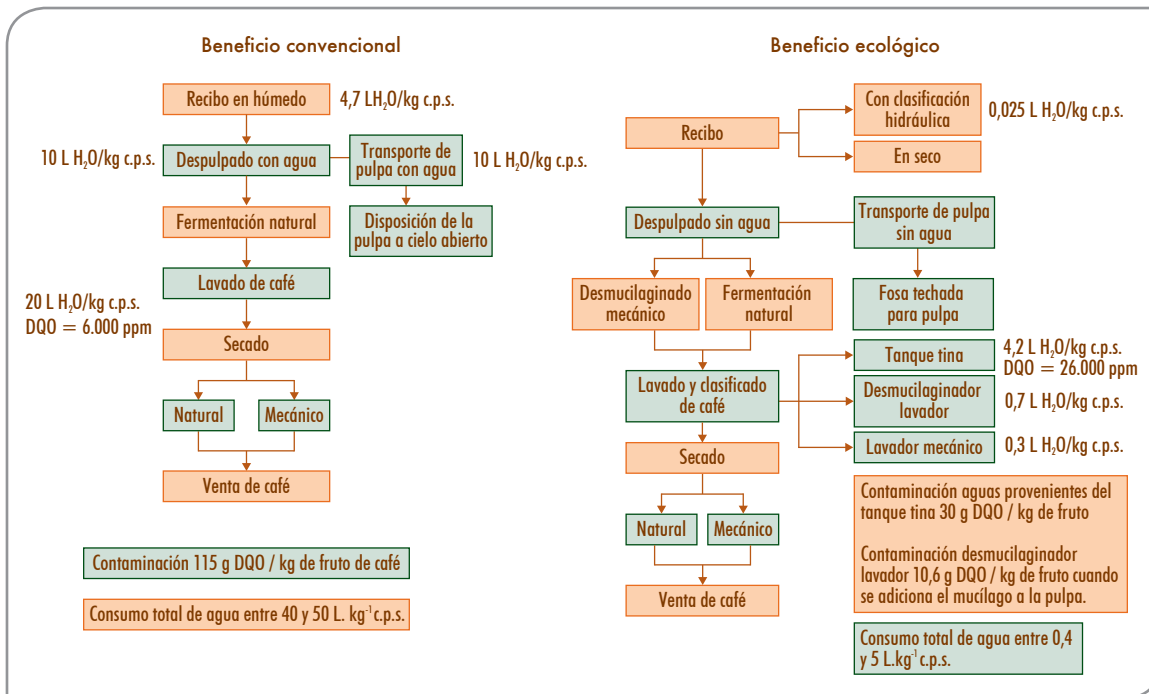 Beneficio convencional
Recibo en húmedo
4,7 LH₂O/kg c.p.s.
10 L H₂O/kg c.p.s.
Despulpado con agua
Transporte de
pulpa con agua
10 L H₂O/kg c.p.s.
Fermentación natural
Disposición de la
pulpa a cielo abierto
Lavado de café
20 L H₂O/kg c.p.s.
DQO = 6.000 ppm
Secado
Natural
Mecánico
Venta de café
Contaminación 115 g DQO / kg de fruto de café
Consumo total de agua entre 40 y 50 L. kg⁻¹ c.p.s.
Beneficio ecológico
Recibo
Con clasificación
hidráulica
0,025 L H₂O/kg c.p.s.
En seco
Despulpado sin agua
Transporte de pulpa
sin agua
Desmucilaginado
mecánico
Fermentación
natural
Fosa techada
para pulpa
Lavado y clasificado
de café
Tanque tina
4,2 L H₂O/kg c.p.s.
DQO = 26.000 ppm
Desmucilaginador
lavador
0,7 L H₂O/kg c.p.s.
Lavador mecánico
0,3 L H₂O/kg c.p.s.
Secado
Natural
Mecánico
Venta de café
Contaminación aguas provenientes del
tanque tina 30 g DQO / kg de fruto
Contaminación desmucilaginador
lavador 10,6 g DQO / kg de fruto cuando
se adiciona el mucílago a la pulpa.
Consumo total de agua entre 0,4
y 5 L.kg⁻¹ c.p.s.